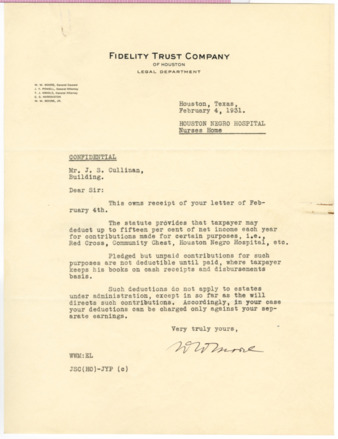 FIDELITY TRUST COMPANY
OF HOUSTON
LEGAL DEPARTMENT
Houston, Texas,
February 4, 1931.
HOUSTON NEGRO HOSPITAL
Nurses Home
CONFIDENTIAL
Mr. J. S. Cullinan,
Building.
Dear Sir:
This owns receipt of your letter of Feb-
ruary 4th.
The statute provides that taxpayer may
deduct up to fifteen per cent of net income each year
for contributions made for certain purposes, i.e.,
Red Cross, Community Chest, Houston Negro Hospital, etc.
Pledged but unpaid contributions for such
purposes are not deductible until paid, where taxpayer
keeps his books on cash receipts and disbursements
basis.
Such deductions do not apply to estates
under administration, except in so far as the will
directs such contributions. Accordingly, in your case
your deductions can be charged only against your sep-
arate earnings.
Very truly yours,
W W Moore
WWM:EL
JSC(HO)-JYP (c)